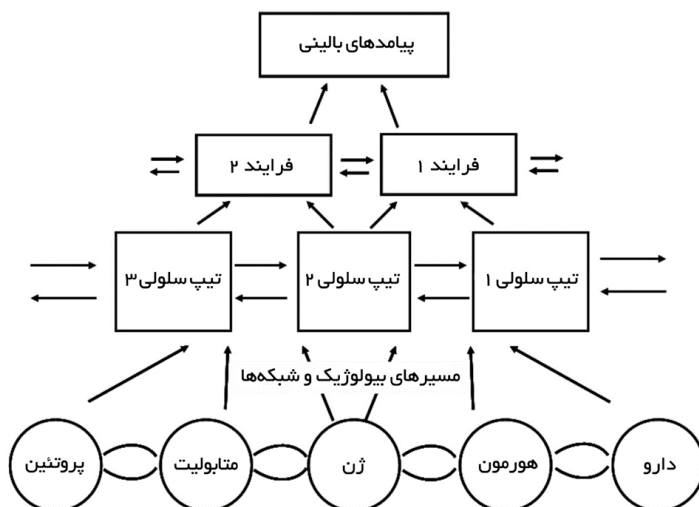 پیامدهای بالینی
فرایند ۱
فرایند ۲
تیپ سلولی ۱
تیپ سلولی ۲
تیپ سلولی ۳
مسیرهای بیولوژیک و شبکه‌ها
دارو
هورمون
ژن
متابولیت
پروتئین